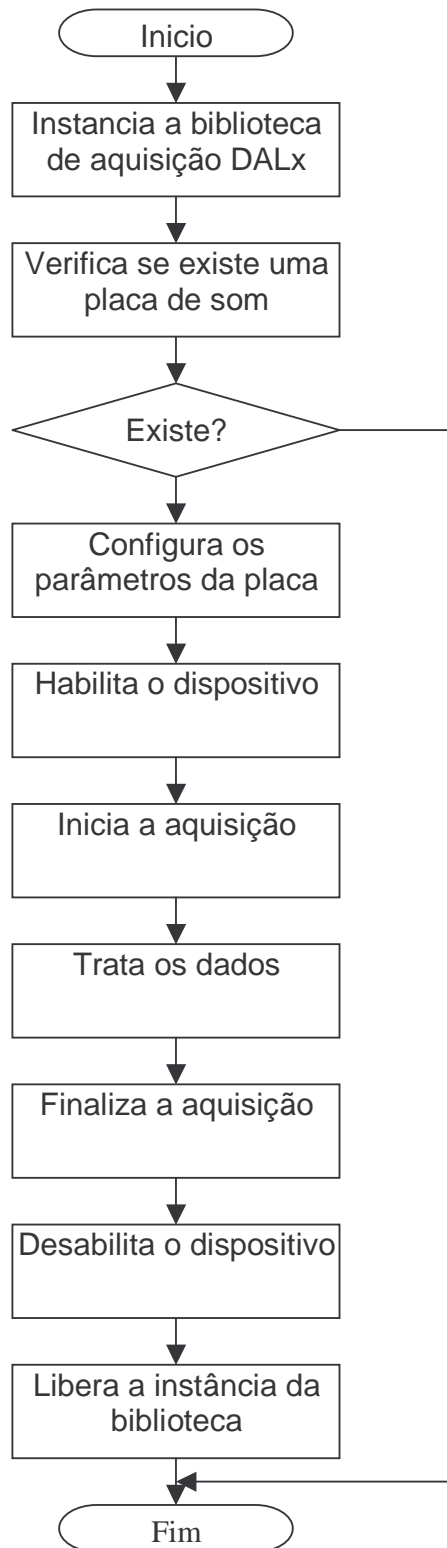 Inicio
Instancia a biblioteca
de aquisição DALx
Verifica se existe uma
placa de som
Existe?
Configura os
parâmetros da placa
Habilita o dispositivo
Inicia a aquisição
Trata os dados
Finaliza a aquisição
Desabilita o dispositivo
Libera a instância da
biblioteca
Fim